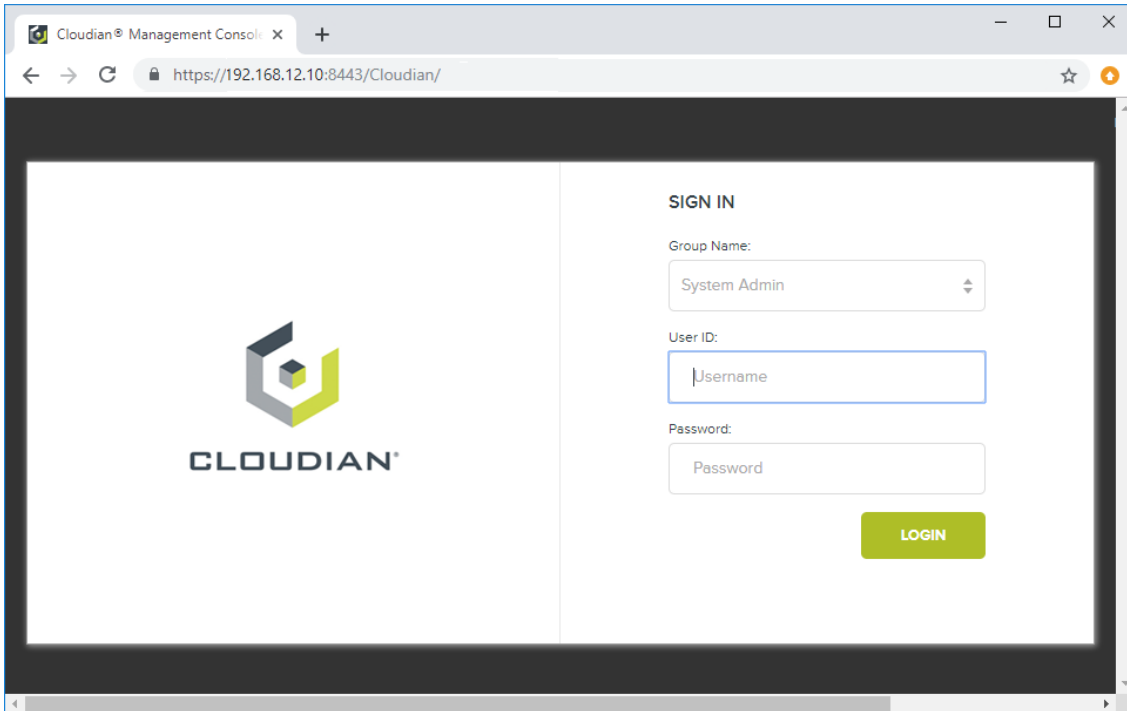 Cloudian® Management Console
https://192.168.12.10:8443/Cloudian/
SIGN IN
Group Name:
System Admin
User ID:
Username
Password:
Password
LOGIN
CLOUDIAN®